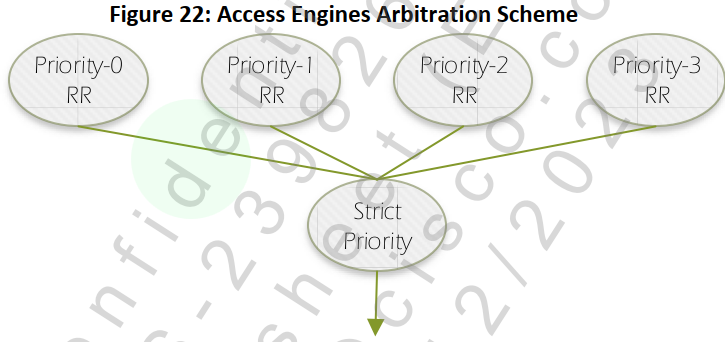 Figure 22: Access Engines Arbitration Scheme
Priority-0
RR
Priority-1
RR
Priority-2
RR
Priority-3
RR
Strict
Priority